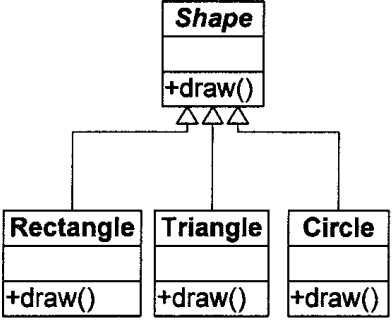 Shape
+draw()
Rectangle
Triangle
Circle
+draw()
+draw()
+draw()